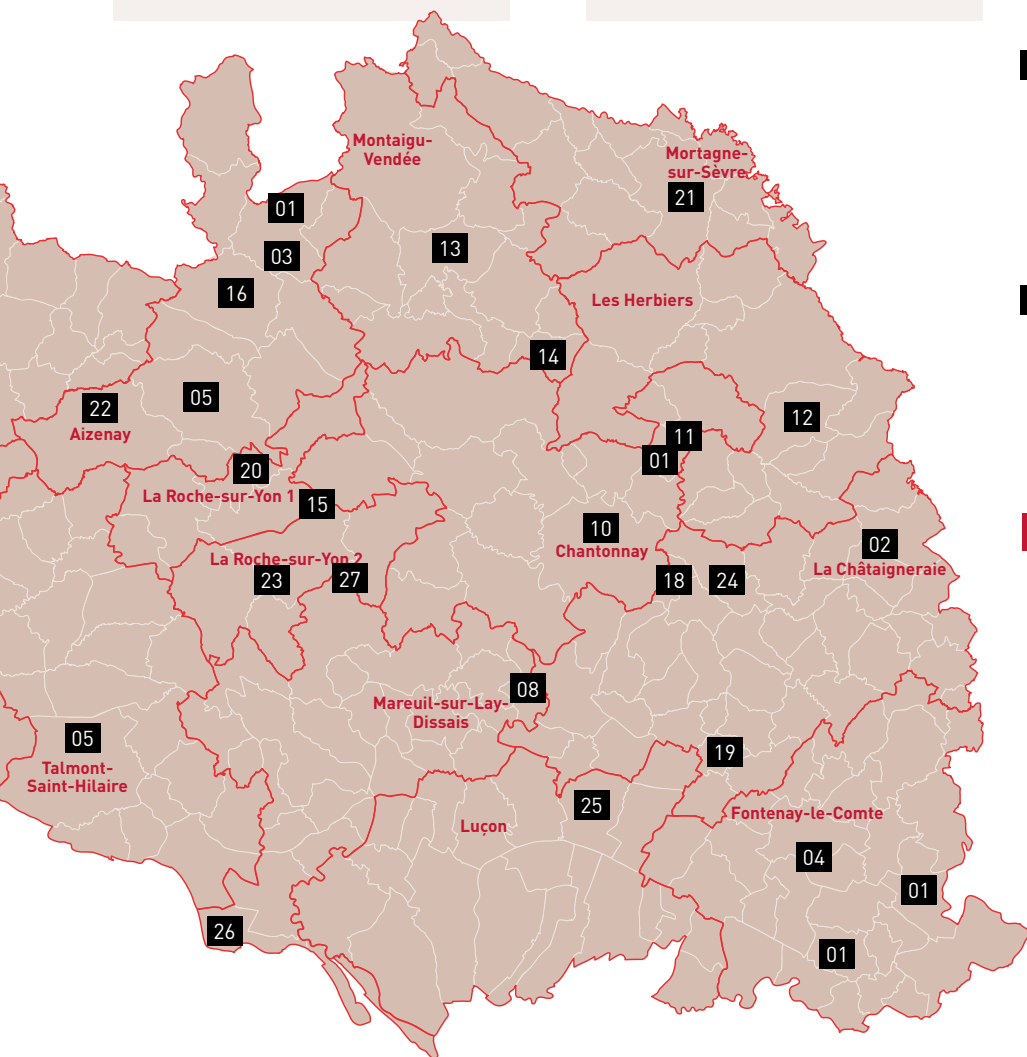 Montaigu-
Vendée
Mortagne-
sur-Sèvre
21
01
13
03
16
Les Herbiers
14
05
22
Aizenay
12
11
01
20
La Roche-sur-Yon 1
15
10
Chantonnay
02
La Châtaigneraie
La Roche-sur-Yon 2
23
27
18
24
08
Mareuil-sur-Lay-
Dissais
05
Talmont-
Saint-Hilaire
19
25
Fontenay-le-Comte
Luçon
04
01
26
01